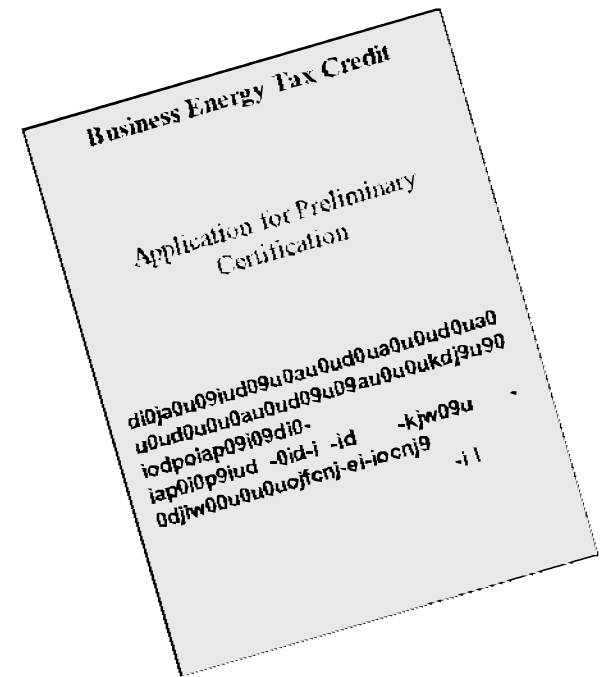 Business Energy Tax Credit
Application for Preliminary
Certification
di0ja0u09iud09u0au0ud0ua0u0ud0ua0
u0ud0u0u0au0ud09u09au0u0ukdj9u90
iodpoiap09i09di0-
iap0i0p9iud -0id-i -id -kjw09u -
0djiw00u0u0uojfcnj-ei-iocnj9 -i l